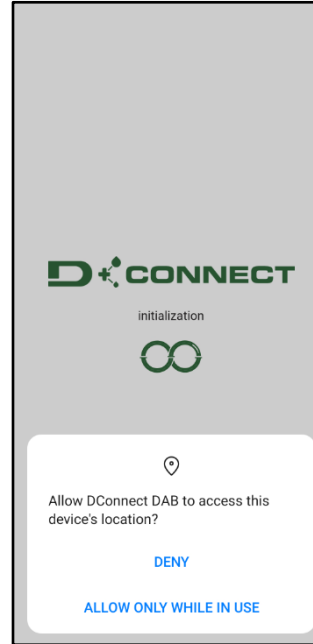 D CONNECT
initialization
Allow DConnect DAB to access this
device's location?
DENY
ALLOW ONLY WHILE IN USE